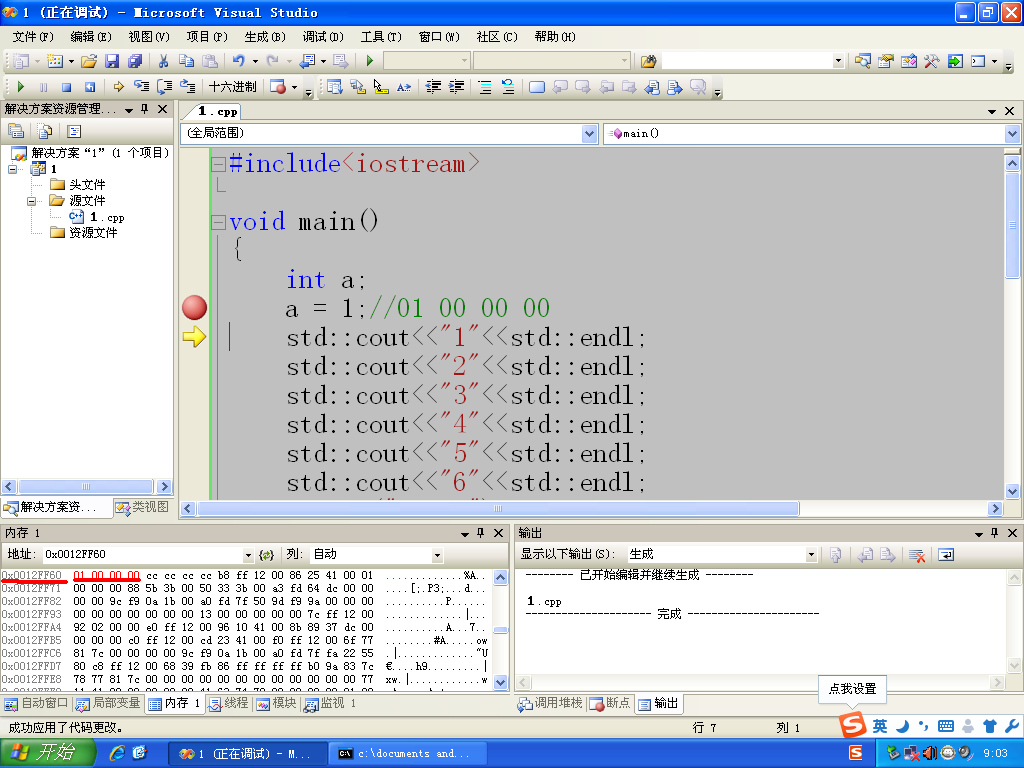 1 (正在调试) - Microsoft Visual Studio
文件(F) 编辑(E) 视图(V) 项目(P) 生成(B) 调试(D) 工具(T) 窗口(W) 社区(C) 帮助(H)
十六进制
解决方案资源管理...
1.cpp
(全局范围)
main()
解决方案“1”(1 个项目)
1
头文件
源文件
1.cpp
资源文件
解决方案资...
类视图
#include<iostream>
void main()
{
int a;
a = 1;//01 00 00 00
std::cout<<"1"<<std::endl;
std::cout<<"2"<<std::endl;
std::cout<<"3"<<std::endl;
std::cout<<"4"<<std::endl;
std::cout<<"5"<<std::endl;
std::cout<<"6"<<std::endl;
内存 1
地址: 0x0012FF60 列: 自动
0x0012FF60 01 00 00 00 cc cc cc cc b8 ff 12 00 86 25 41 00 01 .............%A..
0x0012FF71 00 00 00 88 5b 3b 00 50 33 3b 00 a3 fd 64 dc 00 00 ....[;.P3;...d...
0x0012FF82 00 00 9c f9 0a 1b 00 a0 fd 7f 50 9d f9 9a 00 00 00 ..........P......
0x0012FF93 00 00 00 00 00 00 00 13 00 00 00 00 00 7c ff 12 00 .............|...
0x0012FFA4 92 02 00 00 e0 ff 12 00 96 10 41 00 8b 89 37 dc 00 ..........A...7..
0x0012FFB5 00 00 00 c0 ff 12 00 cd 23 41 00 f0 ff 12 00 6f 77 ........#A.....ow
0x0012FFC6 81 7c 00 00 00 00 9c f9 0a 1b 00 a0 fd 7f fa 22 55 .|............."U
0x0012FFD7 80 c8 ff 12 00 68 39 fb 86 ff ff ff ff b0 9a 83 7c €....h9.........|
0x0012FFE8 78 77 81 7c 00 00 00 00 00 00 00 00 00 00 00 00 77 xw.|............w
自动窗口 局部变量 内存 1 线程 模块 监视 1
输出
显示以下输出(S): 生成
-------- 已开始编辑并继续生成 --------
1.cpp
--------------------- 完成 ----------------------
调用堆栈 断点 输出
点我设置
成功应用了代码更改。 行 7 列 1
英
开始 1 (正在调试) - M... c:\documents and... 9:03